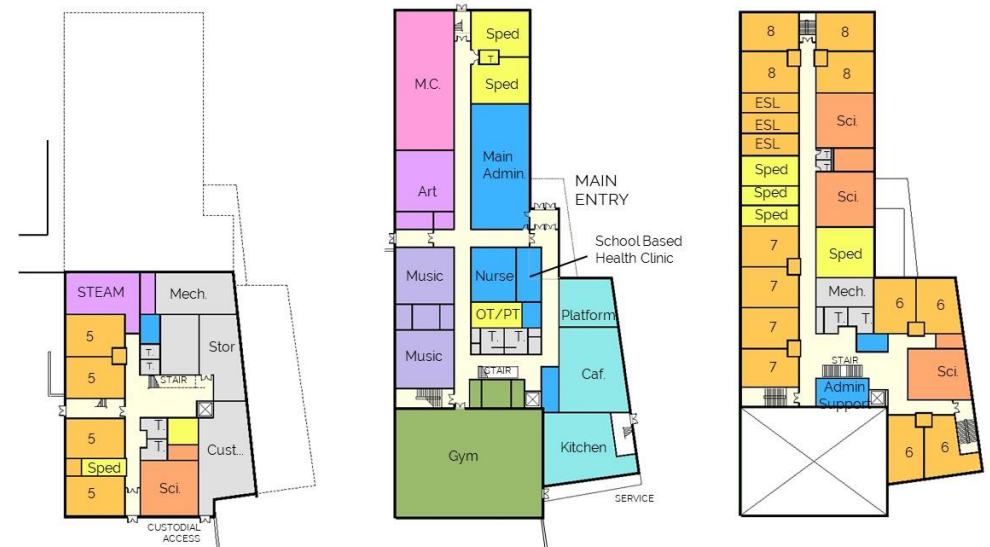 STEAM
Mech.
5
Stor
T.
5
T.
STAIR
5
T.
T.
Cust...
Sped
5
Sci.
CUSTODIAL
ACCESS
M.C.
Sped
T.
Sped
Main
Admin.
Art
MAIN
ENTRY
School Based
Health Clinic
Music
Nurse
OT/PT
Platform
T.
T.
Music
STAIR
Caf.
Gym
Kitchen
SERVICE
8
8
8
8
ESL
ESL
ESL
Sci.
T
T
Sped
Sped
Sped
Sci.
7
Sped
7
Mech.
6
6
T.
T.
7
STAIR
7
Sci.
Admin
Support
6
6